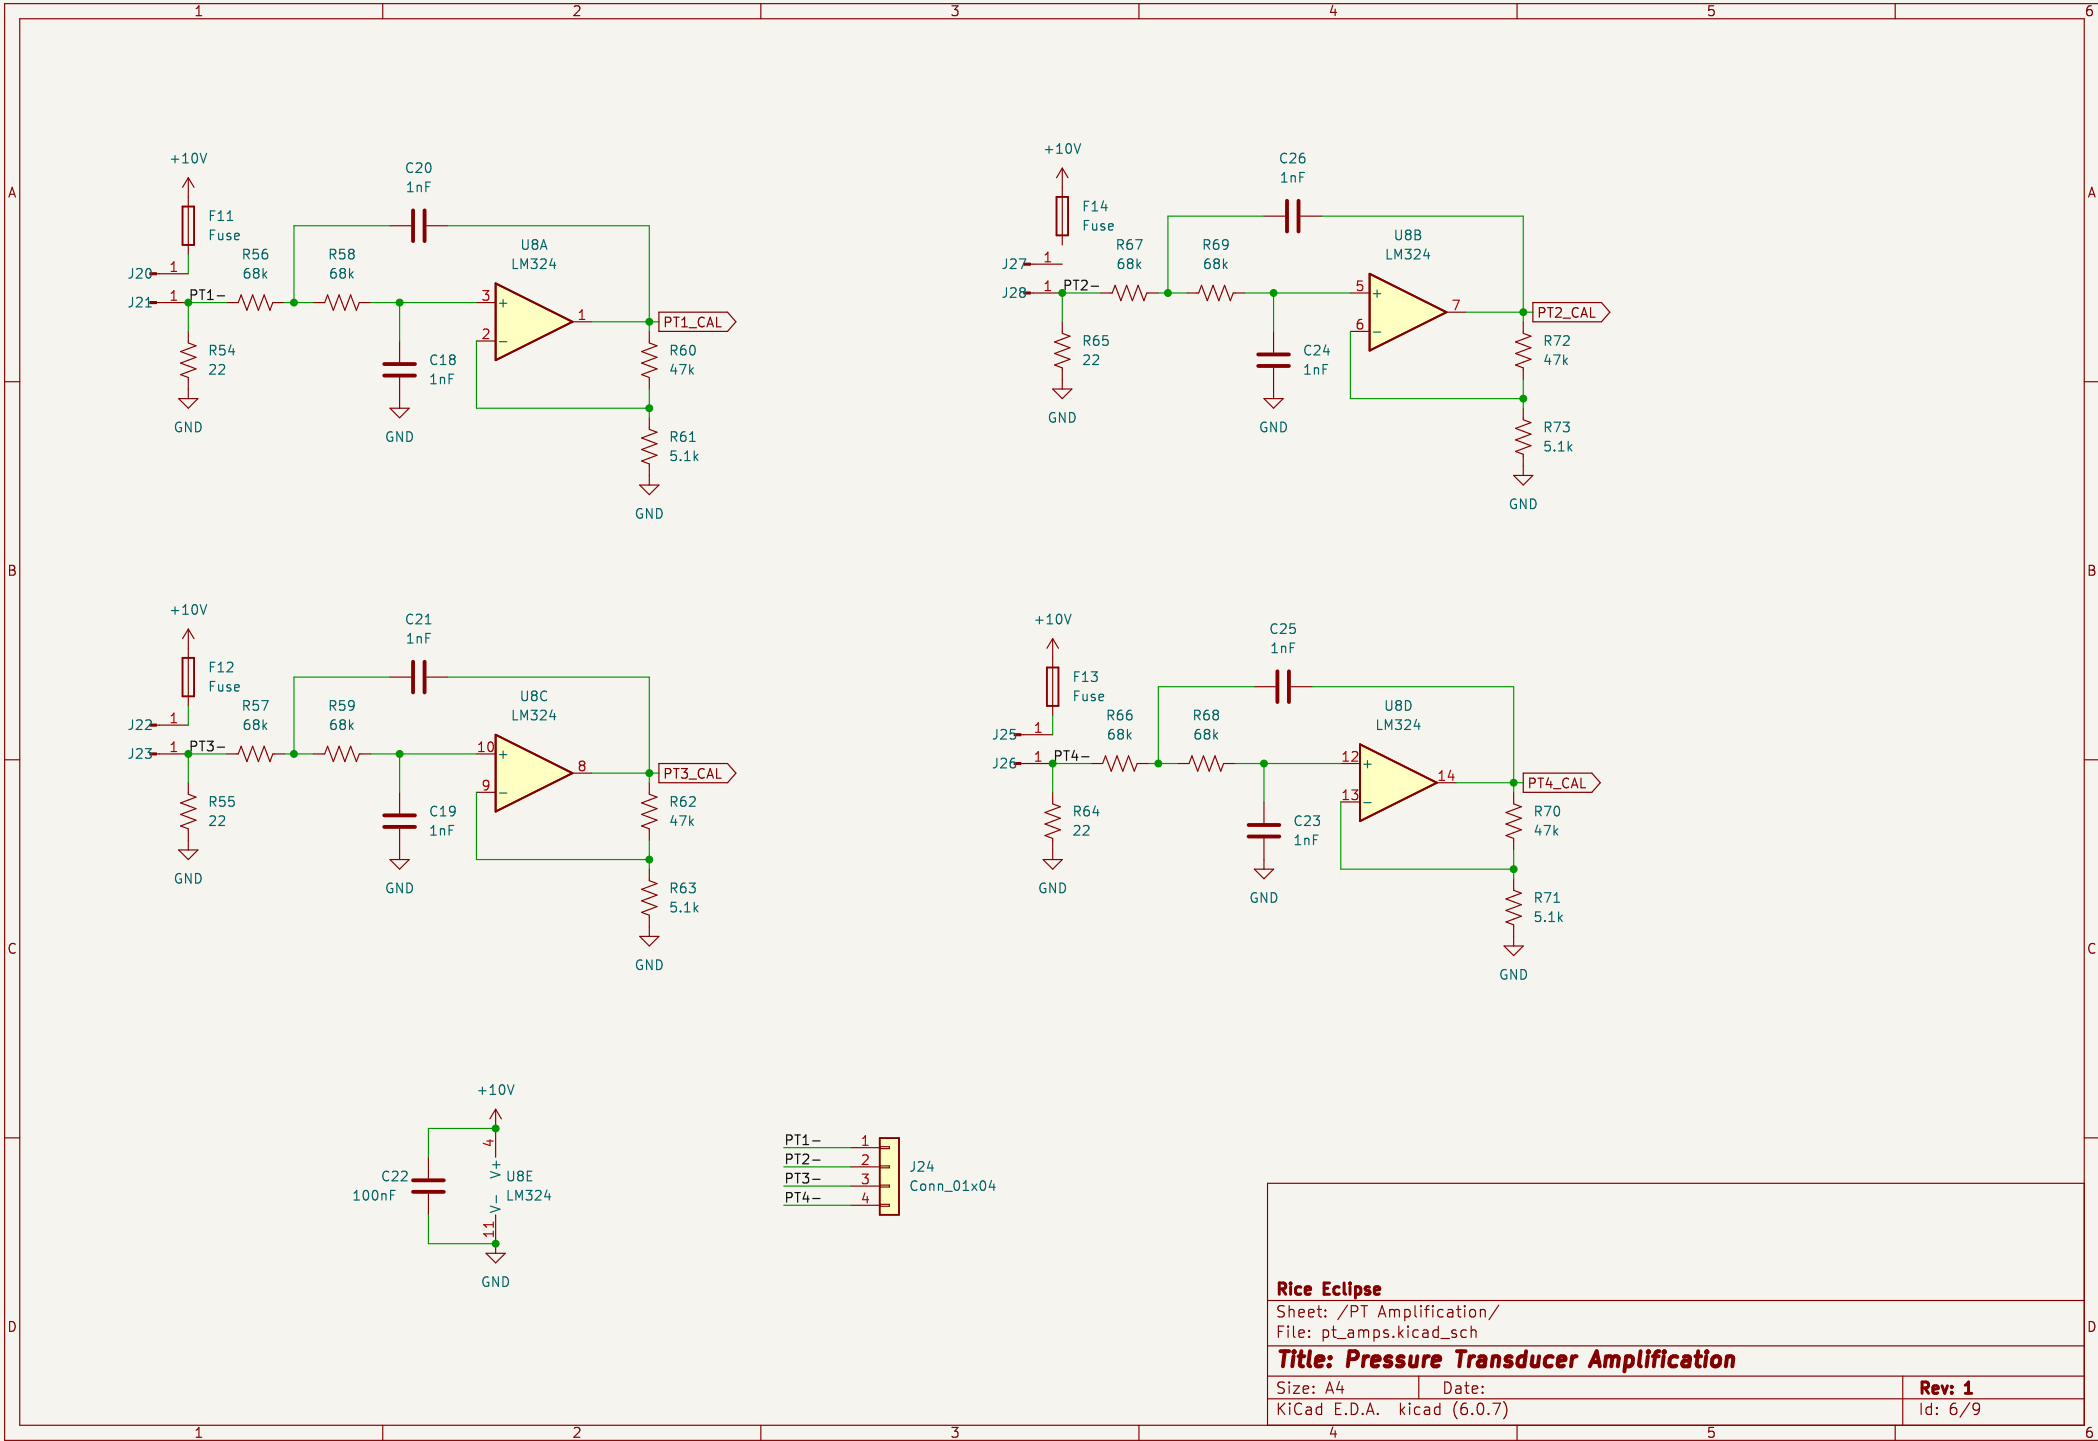 1 2 3 4 5 6
A A
B B
C C
D D
1 2 3 4 5 6
+10V
F11
Fuse
J20 1
J21 1 PT1-
R56
68k
R58
68k
C20
1nF
R54
22
GND
C18
1nF
GND
U8A
LM324
3 +
2 -
1
PT1_CAL
R60
47k
R61
5.1k
GND
+10V
F14
Fuse
J27 1
J28 1 PT2-
R67
68k
R69
68k
C26
1nF
R65
22
GND
C24
1nF
GND
U8B
LM324
5 +
6 -
7
PT2_CAL
R72
47k
R73
5.1k
GND
+10V
F12
Fuse
J22 1
J23 1 PT3-
R57
68k
R59
68k
C21
1nF
R55
22
GND
C19
1nF
GND
U8C
LM324
10 +
9 -
8
PT3_CAL
R62
47k
R63
5.1k
GND
+10V
F13
Fuse
J25 1
J26 1 PT4-
R66
68k
R68
68k
C25
1nF
R64
22
GND
C23
1nF
GND
U8D
LM324
12 +
13 -
14
PT4_CAL
R70
47k
R71
5.1k
GND
+10V
4
V+
C22
100nF
U8E
LM324
V-
11
GND
PT1- 1
PT2- 2
PT3- 3
PT4- 4
J24
Conn_01x04
Rice Eclipse
Sheet: /PT Amplification/
File: pt_amps.kicad_sch
Title: Pressure Transducer Amplification
Size: A4 Date: Rev: 1
KiCad E.D.A. kicad (6.0.7) Id: 6/9